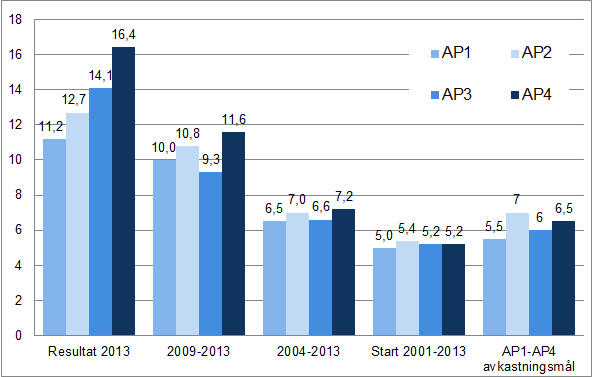 18
16
14
12
10
8
6
4
2
0
AP1 AP2
AP3 AP4
11,2 12,7 14,1 16,4
10,0 10,8 9,3 11,6
6,5 7,0 6,6 7,2
5,0 5,4 5,2 5,2
5,5 7 6 6,5
Resultat 2013 2009-2013 2004-2013 Start 2001-2013 AP1-AP4
avkastningsmål